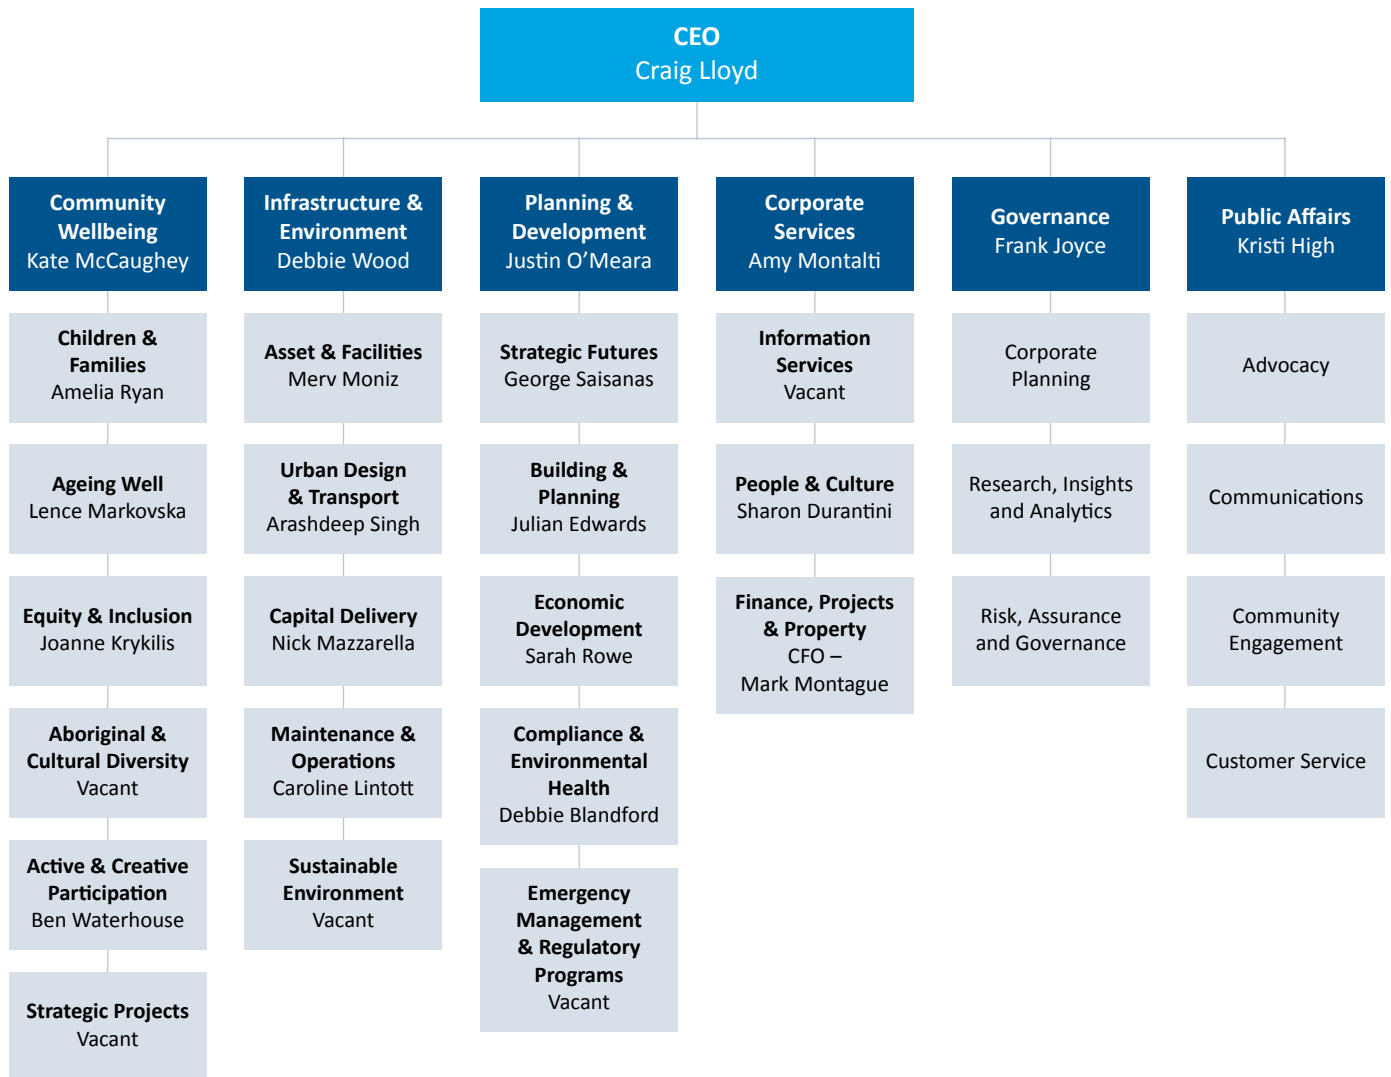 CEO
Craig Lloyd
Community
Wellbeing
Kate McCaughey
Children &
Families
Amelia Ryan
Ageing Well
Lence Markovska
Equity & Inclusion
Joanne Krykilis
Aboriginal &
Cultural Diversity
Vacant
Active & Creative
Participation
Ben Waterhouse
Strategic Projects
Vacant
Infrastructure &
Environment
Debbie Wood
Asset & Facilities
Merv Moniz
Urban Design
& Transport
Arashdeep Singh
Capital Delivery
Nick Mazzarella
Maintenance &
Operations
Caroline Lintott
Sustainable
Environment
Vacant
Planning &
Development
Justin O’Meara
Strategic Futures
George Saisanas
Building &
Planning
Julian Edwards
Economic
Development
Sarah Rowe
Compliance &
Environmental
Health
Debbie Blandford
Emergency
Management
& Regulatory
Programs
Vacant
Corporate
Services
Amy Montalti
Information
Services
Vacant
People & Culture
Sharon Durantini
Finance, Projects
& Property
CFO –
Mark Montague
Governance
Frank Joyce
Corporate
Planning
Research, Insights
and Analytics
Risk, Assurance
and Governance
Public Affairs
Kristi High
Advocacy
Communications
Community
Engagement
Customer Service